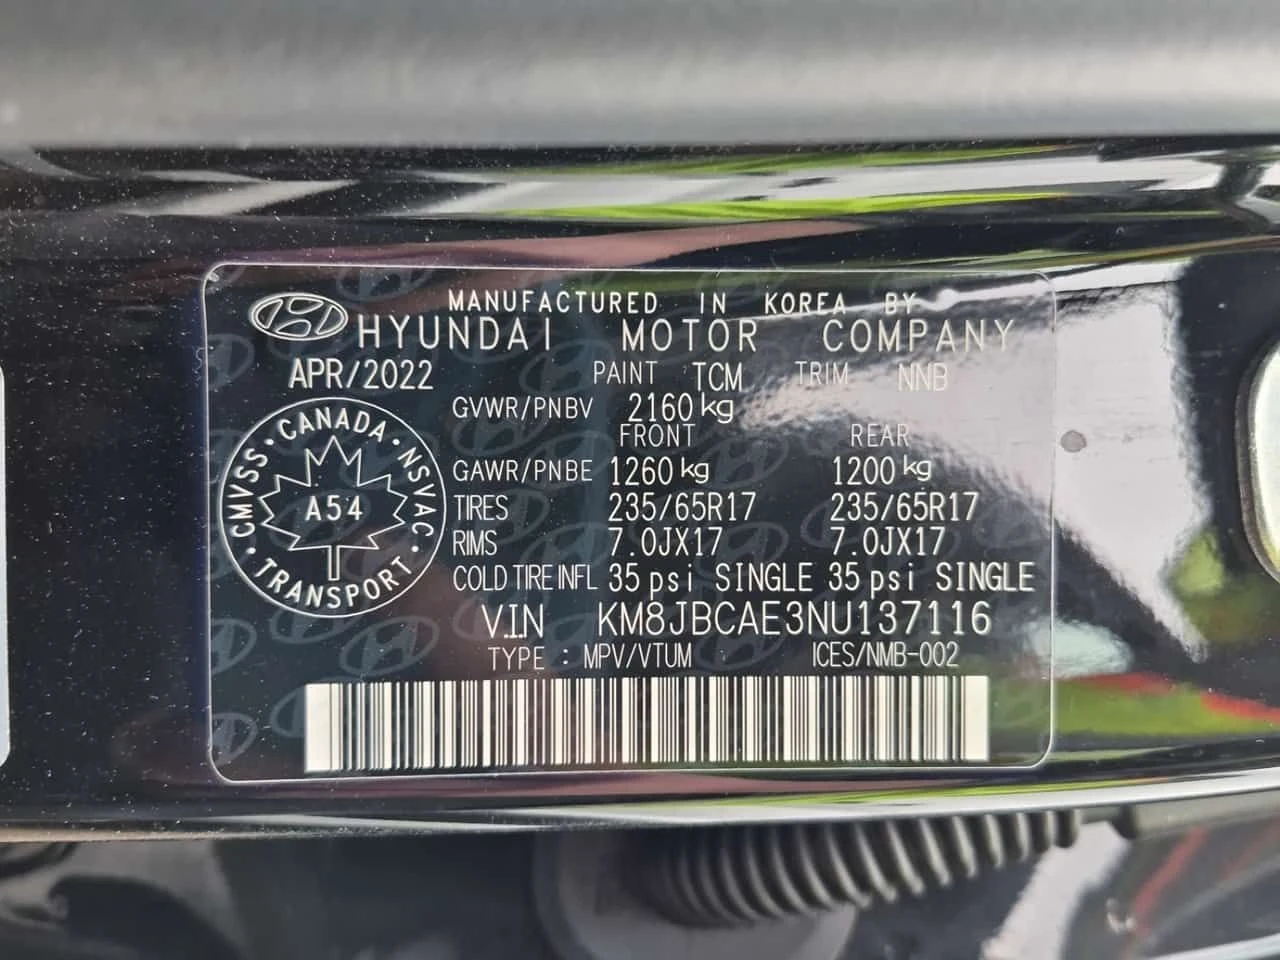 MANUFACTURED IN KOREA BY
HYUNDAI MOTOR COMPANY
APR/2022 PAINT TCM TRIM NNB
GVWR/PNBV 2160 kg
FRONT REAR
GAWR/PNBE 1260 kg 1200 kg
TIRES 235/65R17 235/65R17
RIMS 7.0JX17 7.0JX17
COLD TIRE INFL 35 psi SINGLE 35 psi SINGLE
V.I.N KM8JBCAE3NU137116
TYPE : MPV/VTUM ICES/NMB-002
CMVSS • CANADA • NSVAC • TRANSPORT •
A54